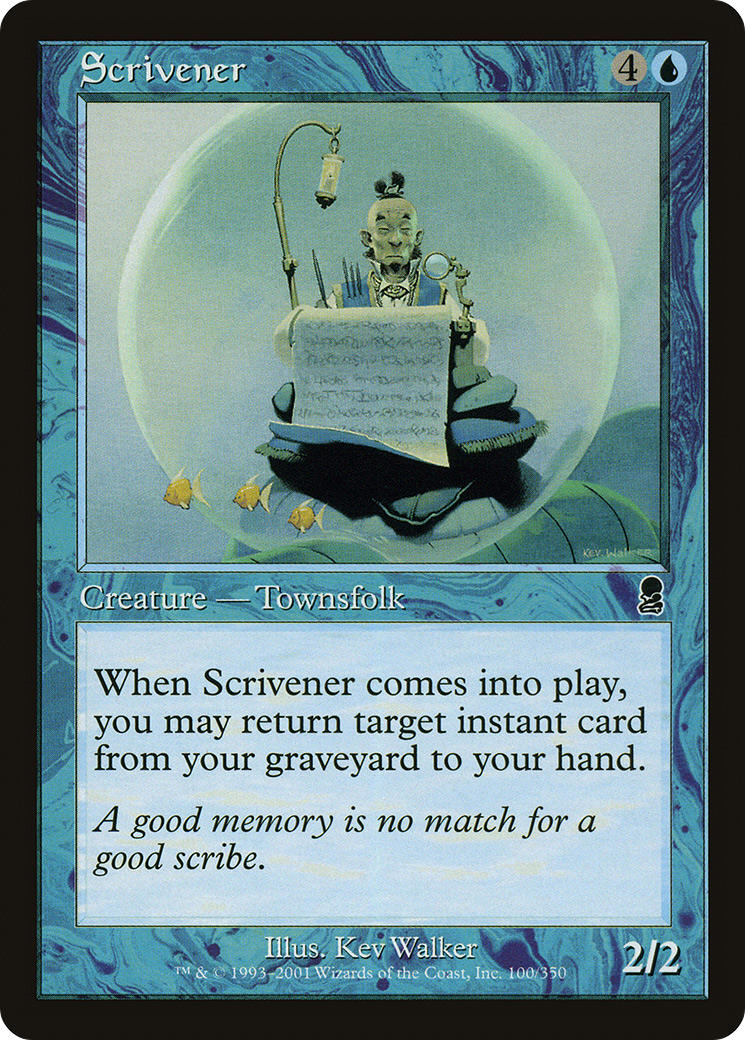 Scrivener 4
KEV WALKER
Creature — Townsfolk
When Scrivener comes into play,
you may return target instant card
from your graveyard to your hand.
A good memory is no match for a
good scribe.
Illus. Kev Walker
™ & © 1993–2001 Wizards of the Coast, Inc. 100/350
2/2